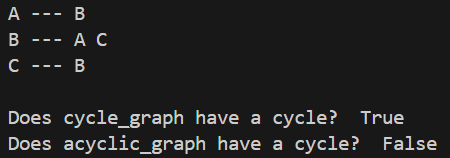 A --- B
B --- A C
C --- B
Does cycle_graph have a cycle?  True
Does acyclic_graph have a cycle?  False